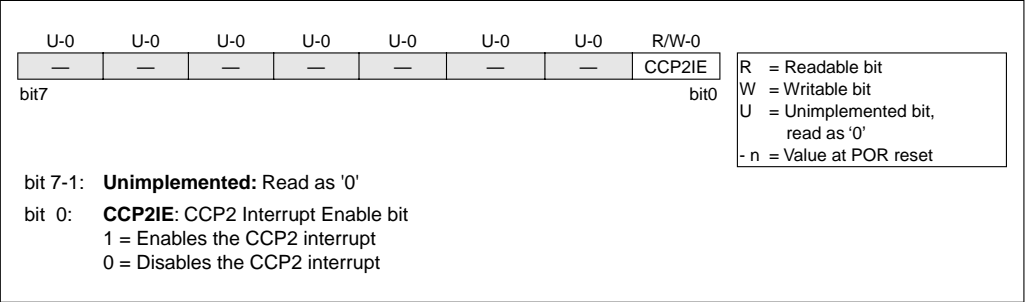 U-0 U-0 U-0 U-0 U-0 U-0 U-0 R/W-0
— — — — — — — CCP2IE
bit7 bit0
R = Readable bit
W = Writable bit
U = Unimplemented bit,
read as ‘0’
- n = Value at POR reset
bit 7-1: Unimplemented: Read as '0'
bit 0: CCP2IE: CCP2 Interrupt Enable bit
1 = Enables the CCP2 interrupt
0 = Disables the CCP2 interrupt